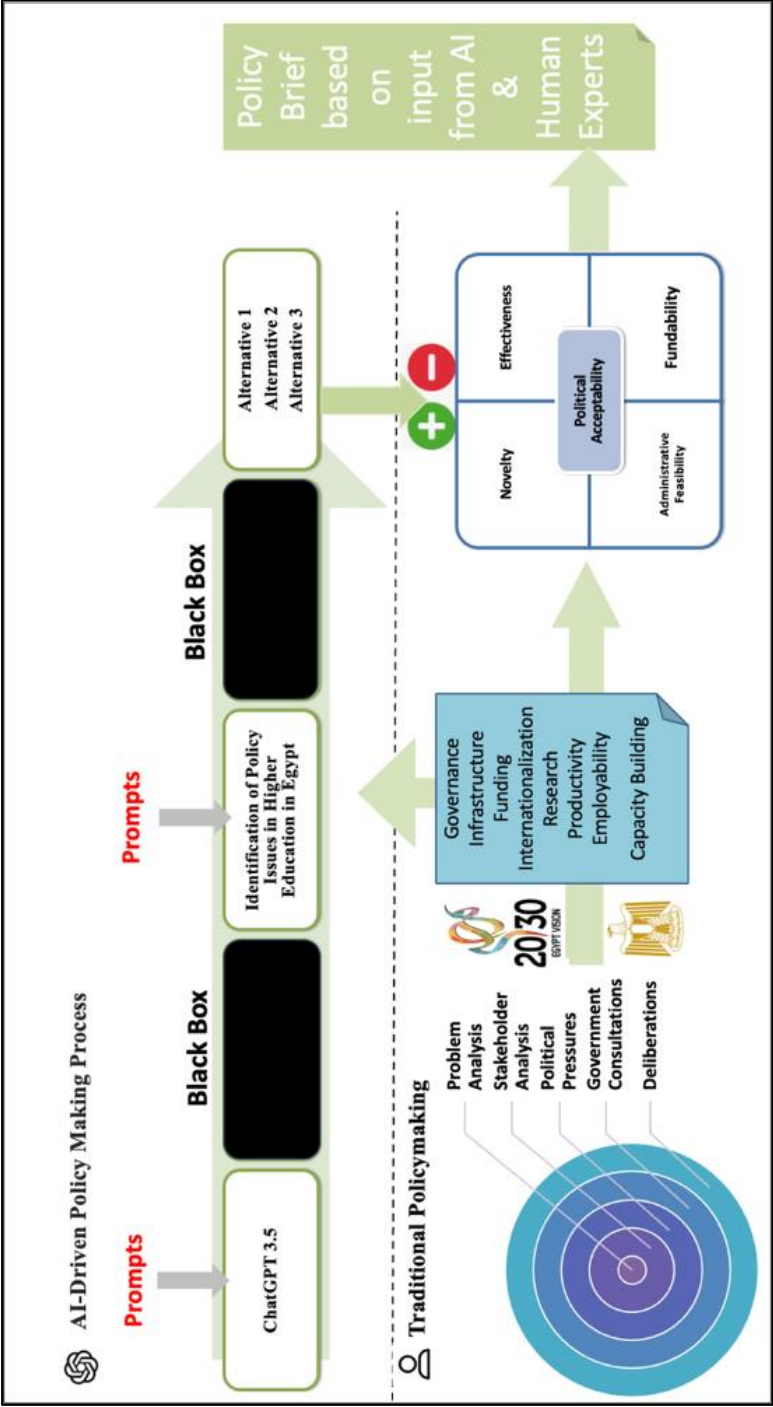 AI-Driven Policy Making Process
Prompts
Prompts
ChatGPT 3.5
Black Box
Identification of Policy
Issues in Higher
Education in Egypt
Black Box
Alternative 1
Alternative 2
Alternative 3
Policy
Brief
based
on
input
from AI
&
Human
Experts
Traditional Policymaking
Problem
Analysis
Stakeholder
Analysis
Political
Pressures
Government
Consultations
Deliberations
2030
EGYPT VISION
Governance
Infrastructure
Funding
Internationalization
Research
Productivity
Employability
Capacity Building
Novelty
Effectiveness
Political
Acceptability
Administrative
Feasibility
Fundability